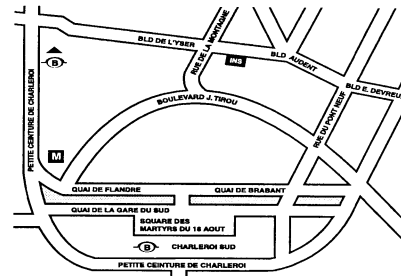 BLD DE L'YSER
RUE DE LA MONTAGNE
INS
BLD AUDENT
BLD E. DEVREUX
B
PETITE CEINTURE DE CHARLEROI
BOULEVARD J. TIROU
RUE DU PONT NEUF
M
QUAI DE FLANDRE
QUAI DE BRABANT
QUAI DE LA GARE DU SUD
SQUARE DES
MARTYRS DU 18 AOUT
B
CHARLEROI SUD
PETITE CEINTURE DE CHARLEROI